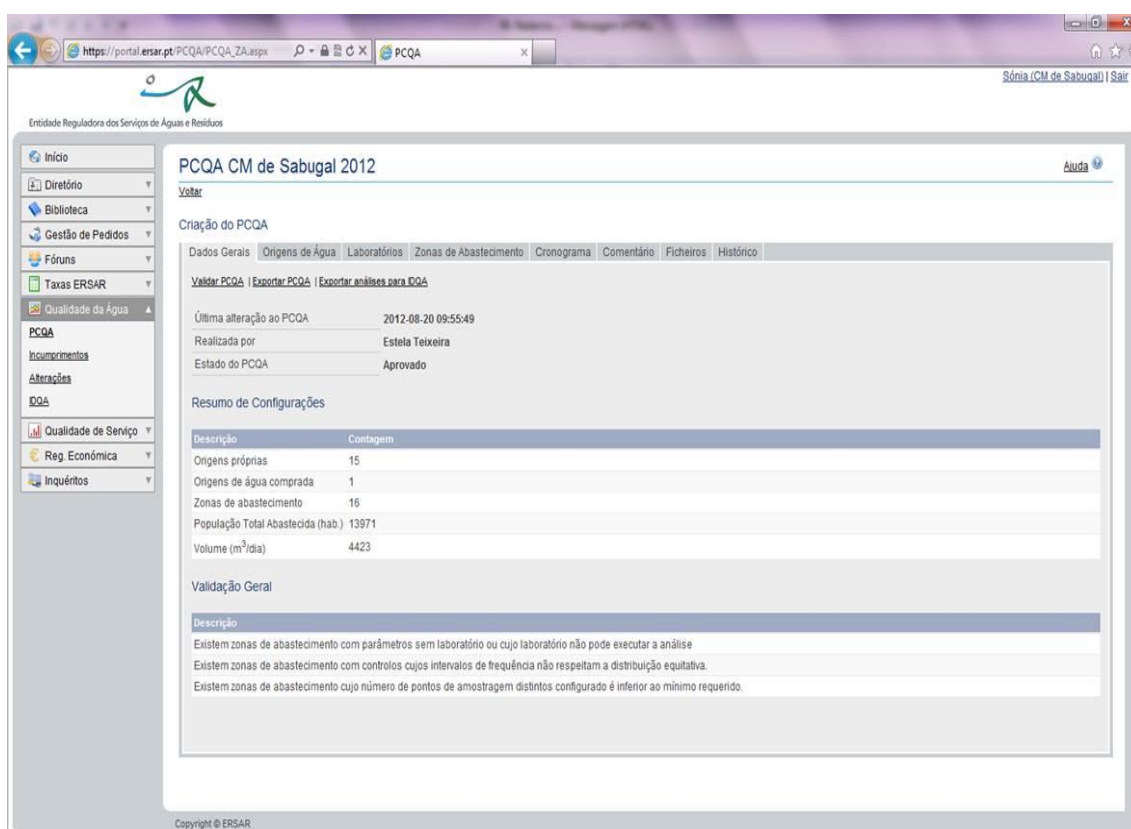 https://portal.ersar.pt/PCQA/PCQA_ZA.aspx
PCQA
Sónia (CM de Sabugal) | Sair
Entidade Reguladora dos Serviços de Águas e Resíduos
Início
Diretório
Biblioteca
Gestão de Pedidos
Fóruns
Taxas ERSAR
Qualidade da Água
PCQA
Incumprimentos
Alterações
IDQA
Qualidade de Serviço
Reg. Económica
Inquéritos
PCQA CM de Sabugal 2012
Ajuda
Voltar
Criação do PCQA
Dados Gerais Origens de Água Laboratórios Zonas de Abastecimento Cronograma Comentário Ficheiros Histórico
Validar PCQA | Exportar PCQA | Exportar análises para IDQA
Última alteração ao PCQA 2012-08-20 09:55:49
Realizada por Estela Teixeira
Estado do PCQA Aprovado
Resumo de Configurações
Descrição Contagem
Origens próprias 15
Origens de água comprada 1
Zonas de abastecimento 16
População Total Abastecida (hab.) 13971
Volume (m³/dia) 4423
Validação Geral
Descrição
Existem zonas de abastecimento com parâmetros sem laboratório ou cujo laboratório não pode executar a análise
Existem zonas de abastecimento com controlos cujos intervalos de frequência não respeitam a distribuição equitativa.
Existem zonas de abastecimento cujo número de pontos de amostragem distintos configurado é inferior ao mínimo requerido.
Copyright © ERSAR